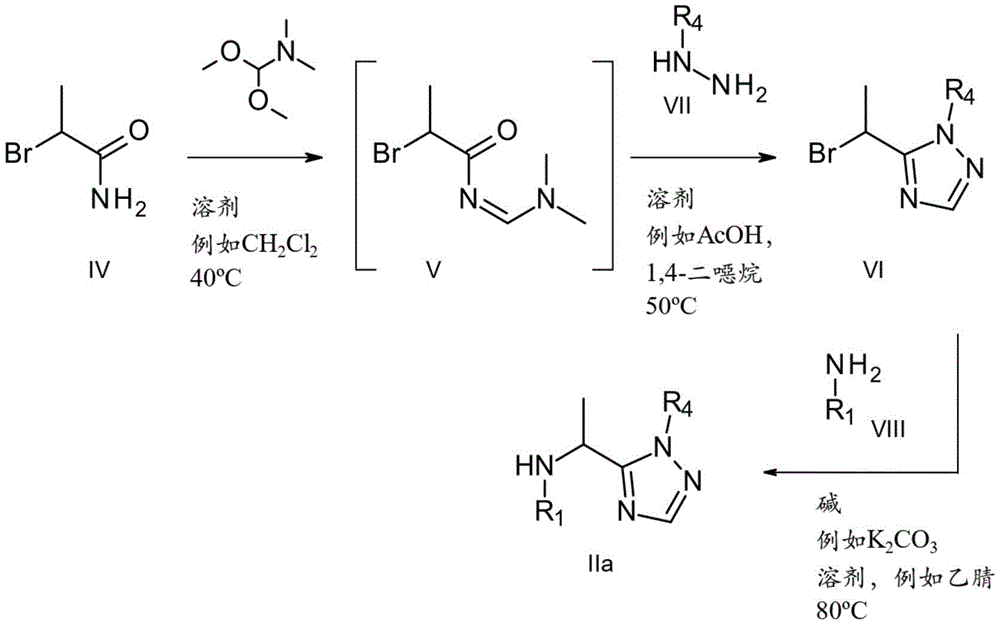 O
N
O
Br
O
NH2
IV
溶剂
例如CH2Cl2
40ºC
Br
O
N
N
V
R4
HN
NH2
VII
溶剂
例如AcOH，
1,4-二噁烷
50ºC
R4
Br
N
N
N
VI
NH2
R1
VIII
碱
例如K2CO3
溶剂，例如乙腈
80ºC
R4
HN
R1
N
N
N
IIa